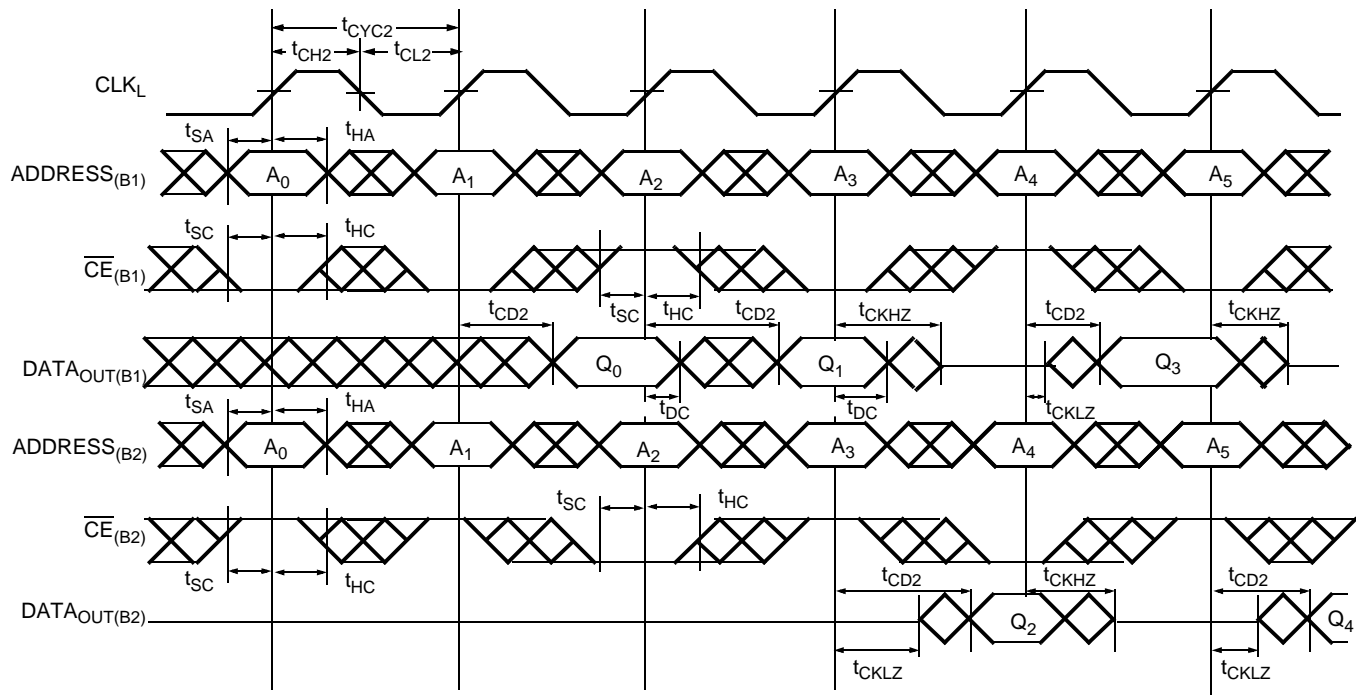 tCYC2
tCH2 tCL2
CLKL
tSA tHA
ADDRESS(B1) A0 A1 A2 A3 A4 A5
tSC tHC
CE(B1)
tCD2 tSC tHC tCD2 tCKHZ tCD2 tCKHZ
DATAOUT(B1) Q0 Q1 Q3
tSA tHA tDC tDC tCKLZ
ADDRESS(B2) A0 A1 A2 A3 A4 A5
tSC tHC
CE(B2)
tSC tHC tCD2 tCKHZ tCD2
DATAOUT(B2) Q2 Q4
tCKLZ tCKLZ